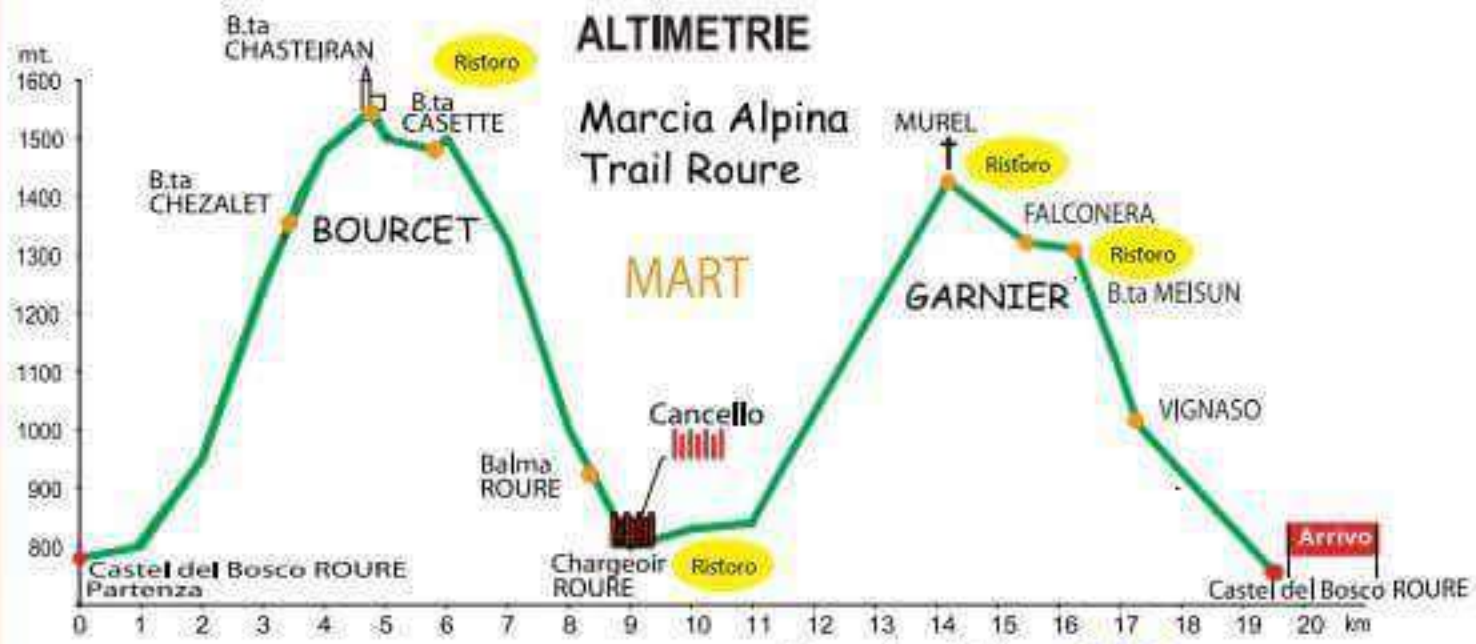 ALTIMETRIE
Marcia Alpina
Trail Roure
MART
mt.
1600
1500
1400
1300
1200
1100
1000
900
800
B.ta
CHASTEIRAN
Ristoro
B.ta
CASETTE
B.ta
CHEZALET
BOURCET
MUREL
Ristoro
FALCONERA
Ristoro
GARNIER
B.ta MEISUN
VIGNASO
Cancello
Balma
ROURE
Chargeoir
ROURE
Ristoro
Castel del Bosco ROURE
Partenza
Arrivo
Castel del Bosco ROURE
0 1 2 3 4 5 6 7 8 9 10 11 12 13 14 15 16 17 18 19 20 km